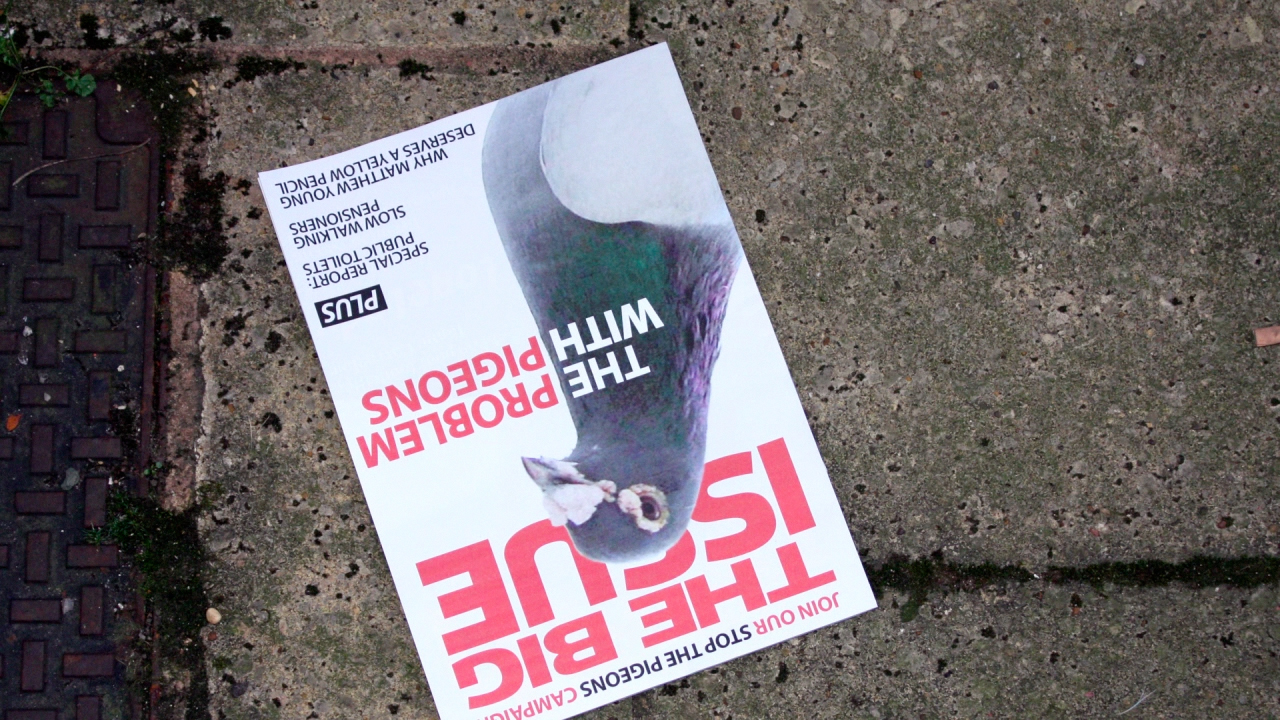 JOIN OUR STOP THE PIGEONS CAMPAIGN
THE BIG
ISSUE
THE PROBLEM
WITH PIGEONS
PLUS
SPECIAL REPORT:
PUBLIC TOILETS
SLOW WALKING
PENSIONERS
WHY MATTHEW YOUNG
DESERVES A YELLOW PENCIL